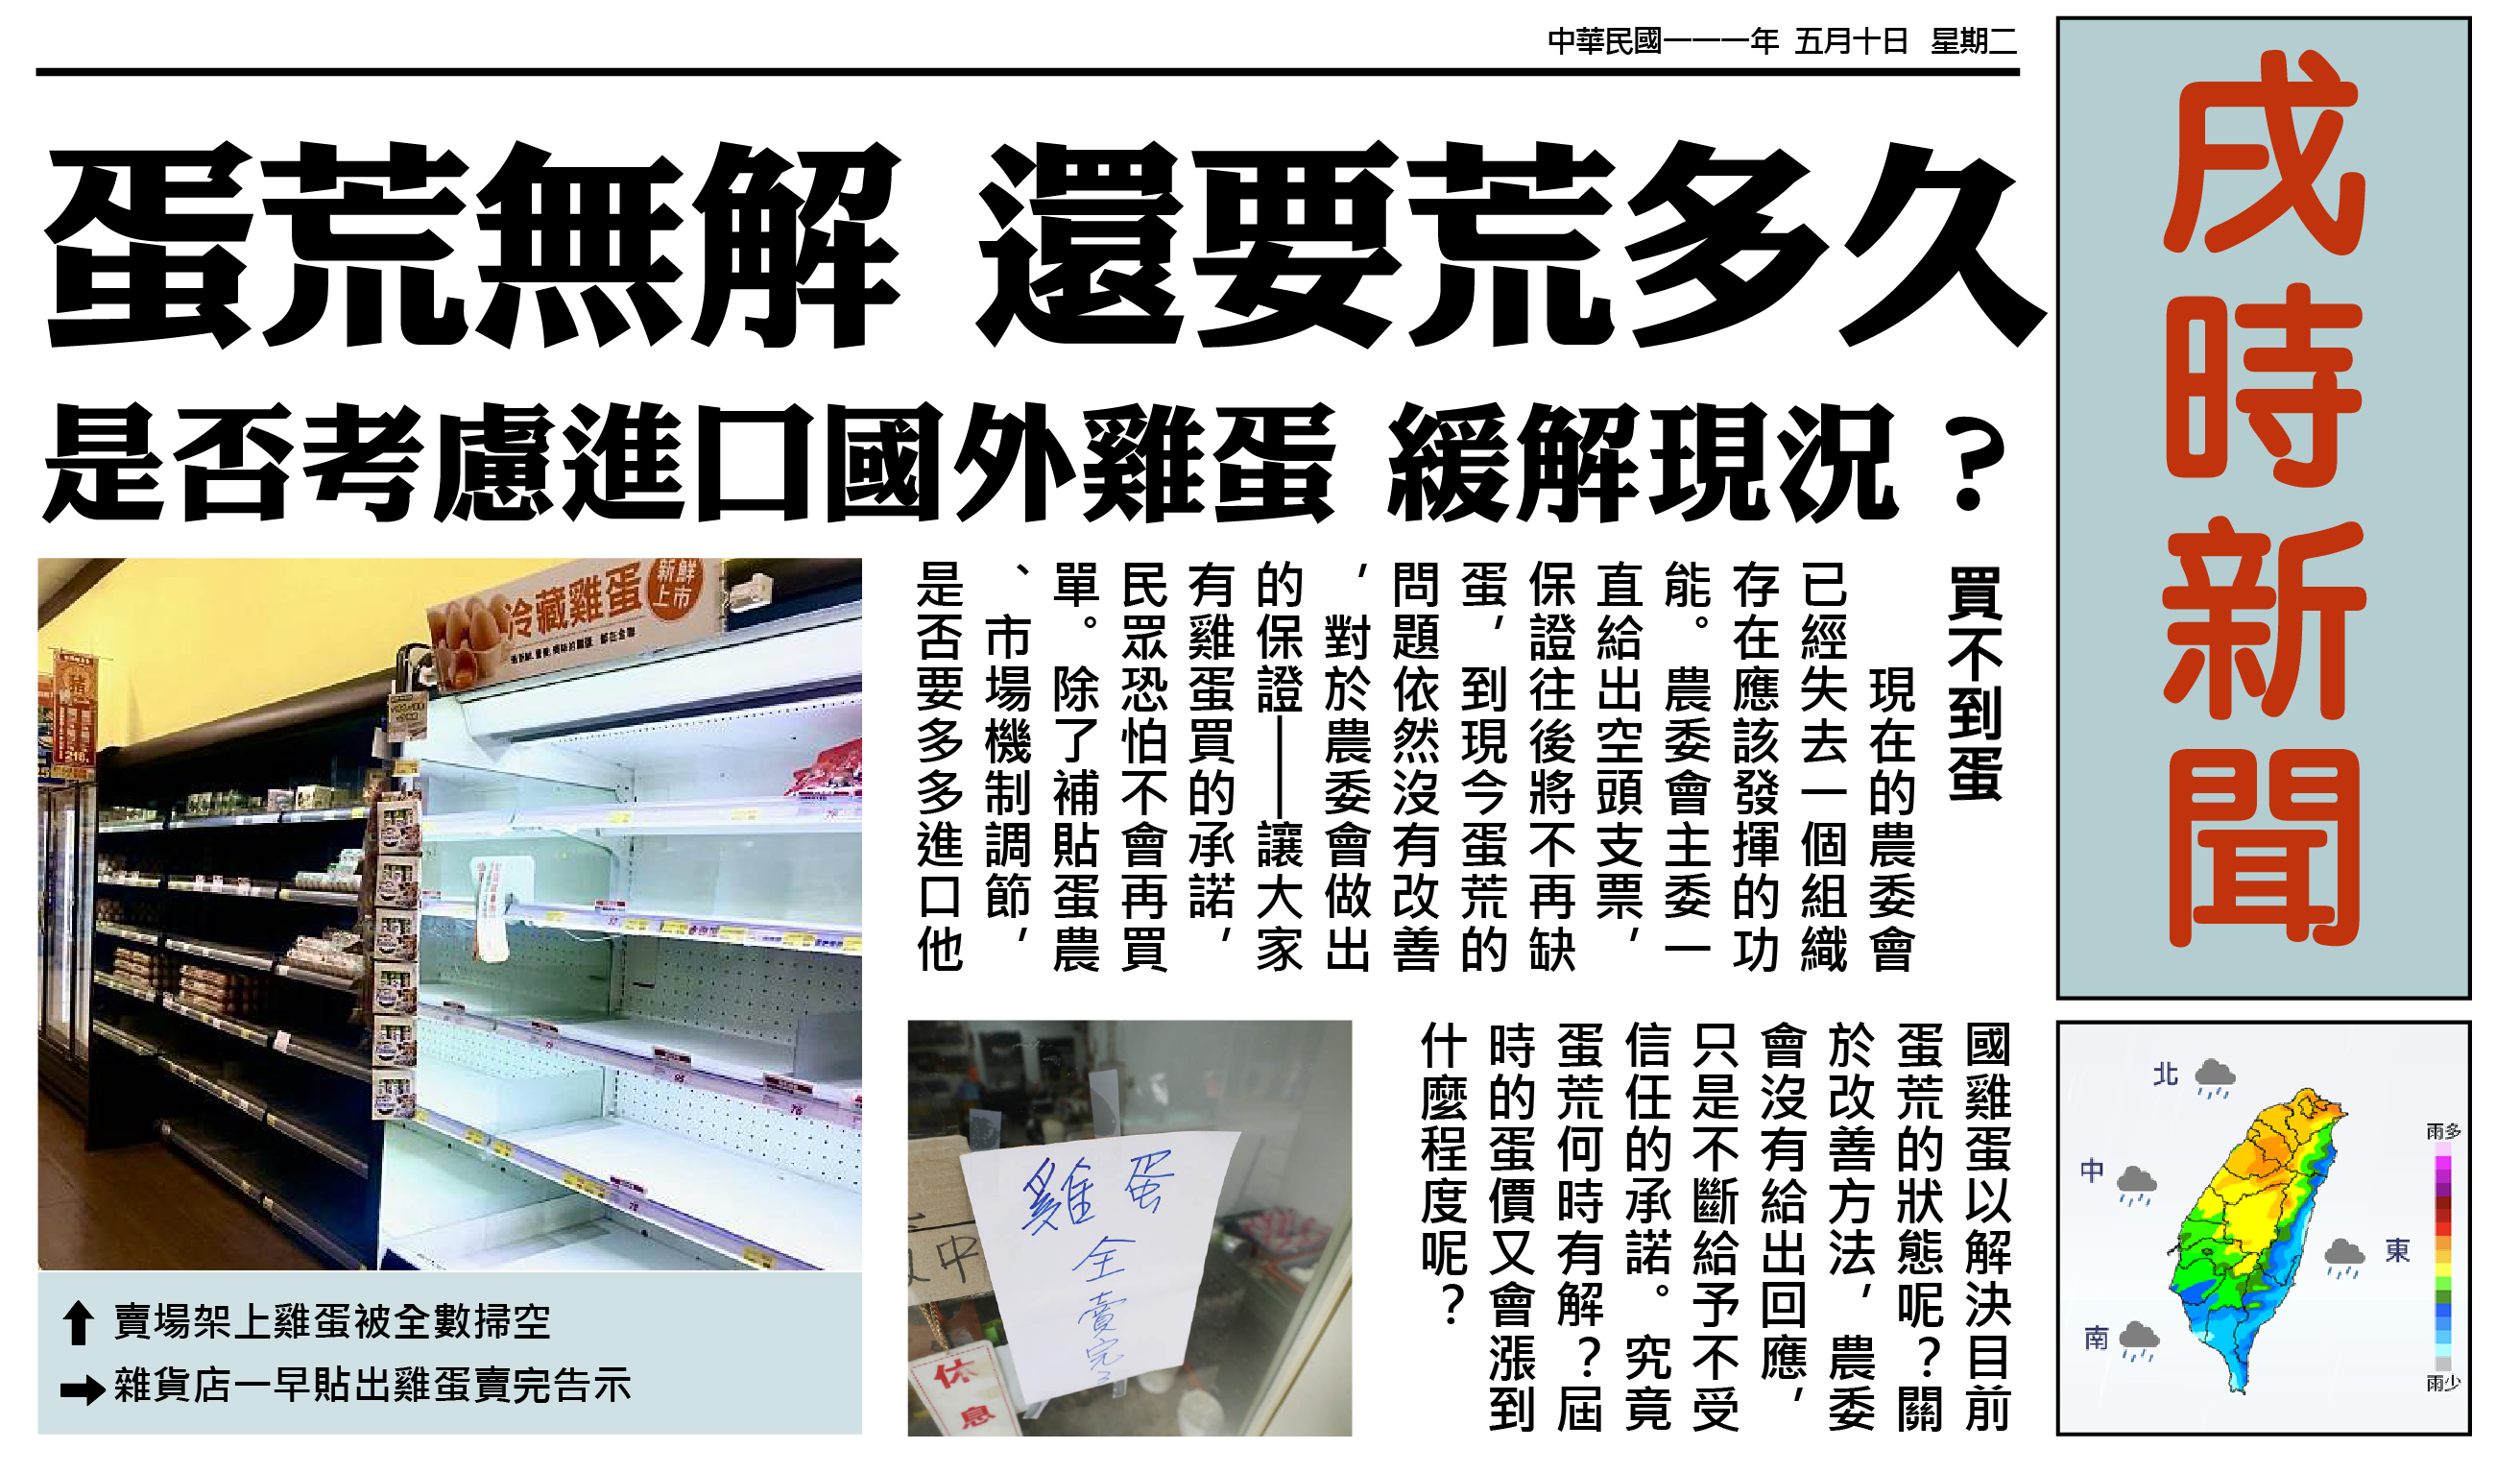 中華民國一一一年 五月十日 星期二
戌時新聞
蛋荒無解 還要荒多久
是否考慮進口國外雞蛋 緩解現況？
買不到蛋
現在的農委會
已經失去一個組織
存在應該發揮的功
能。農委會主委一
直給出空頭支票，
保證往後將不再缺
蛋，到現今蛋荒的
問題依然沒有改善
，對於農委會做出
的保證——讓大家
有雞蛋買的承諾，
民眾恐怕不會再買
單。除了補貼蛋農
、市場機制調節，
是否要多多進口他
國雞蛋以解決目前
蛋荒的狀態呢？關
於改善方法，農委
會沒有給出回應，
只是不斷給予不受
信任的承諾。究竟
蛋荒何時有解？屆
時的蛋價又會漲到
什麼程度呢？
冷藏雞蛋
新鮮
上市
豬
雞蛋
全
賣
完
中
休
息
↑ 賣場架上雞蛋被全數掃空
→ 雜貨店一早貼出雞蛋賣完告示
北
中
東
南
雨多
雨少